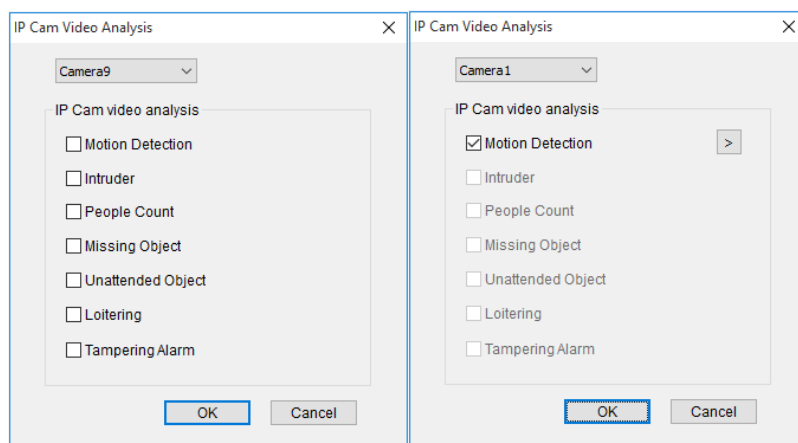 IP Cam Video Analysis
Camera9
IP Cam video analysis
Motion Detection
Intruder
People Count
Missing Object
Unattended Object
Loitering
Tampering Alarm
OK Cancel
IP Cam Video Analysis
Camera1
IP Cam video analysis
Motion Detection >
Intruder
People Count
Missing Object
Unattended Object
Loitering
Tampering Alarm
OK Cancel